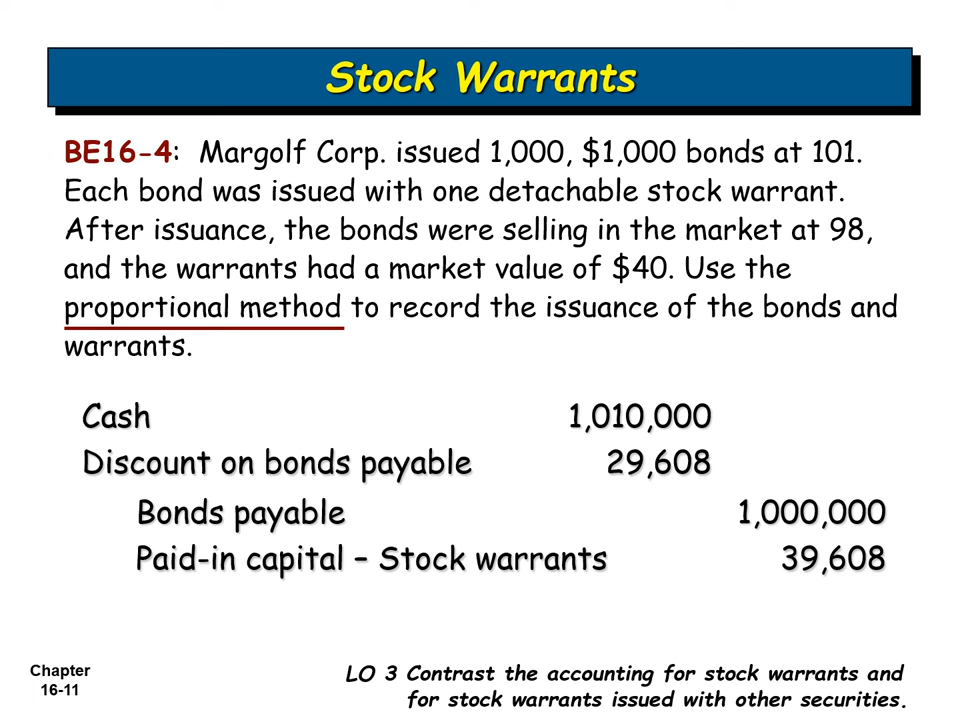 Stock Warrants
BE16-4: Margolf Corp. issued 1,000, $1,000 bonds at 101.
Each bond was issued with one detachable stock warrant.
After issuance, the bonds were selling in the market at 98,
and the warrants had a market value of $40. Use the
proportional method to record the issuance of the bonds and
warrants.
Cash 1,010,000
Discount on bonds payable 29,608
Bonds payable 1,000,000
Paid-in capital – Stock warrants 39,608
Chapter
16-11
LO 3 Contrast the accounting for stock warrants and
for stock warrants issued with other securities.